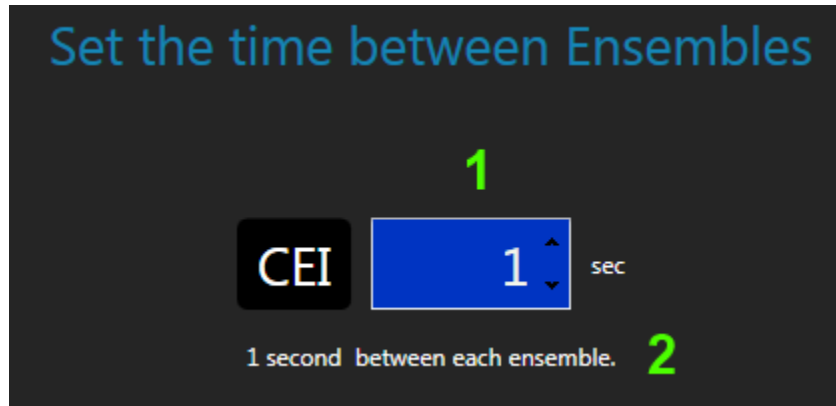 Set the time between Ensembles
1
CEI 1 sec
1 second between each ensemble. 2